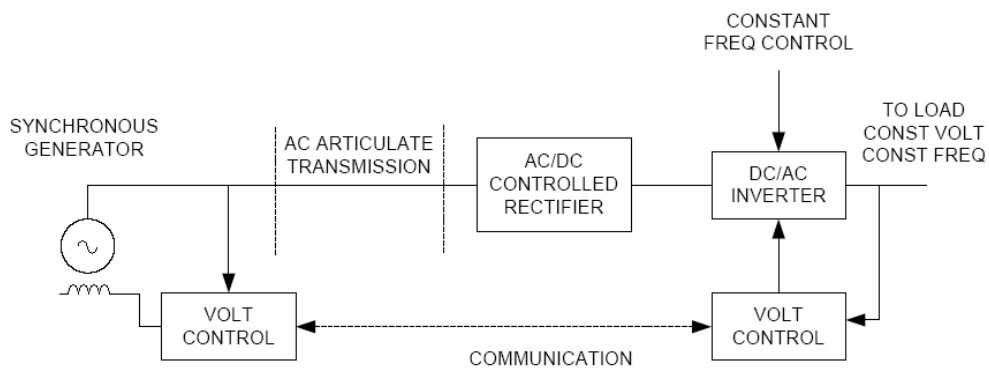 CONSTANT
FREQ CONTROL
SYNCHRONOUS
GENERATOR
AC ARTICULATE
TRANSMISSION
AC/DC
CONTROLLED
RECTIFIER
DC/AC
INVERTER
TO LOAD
CONST VOLT
CONST FREQ
VOLT
CONTROL
COMMUNICATION
VOLT
CONTROL